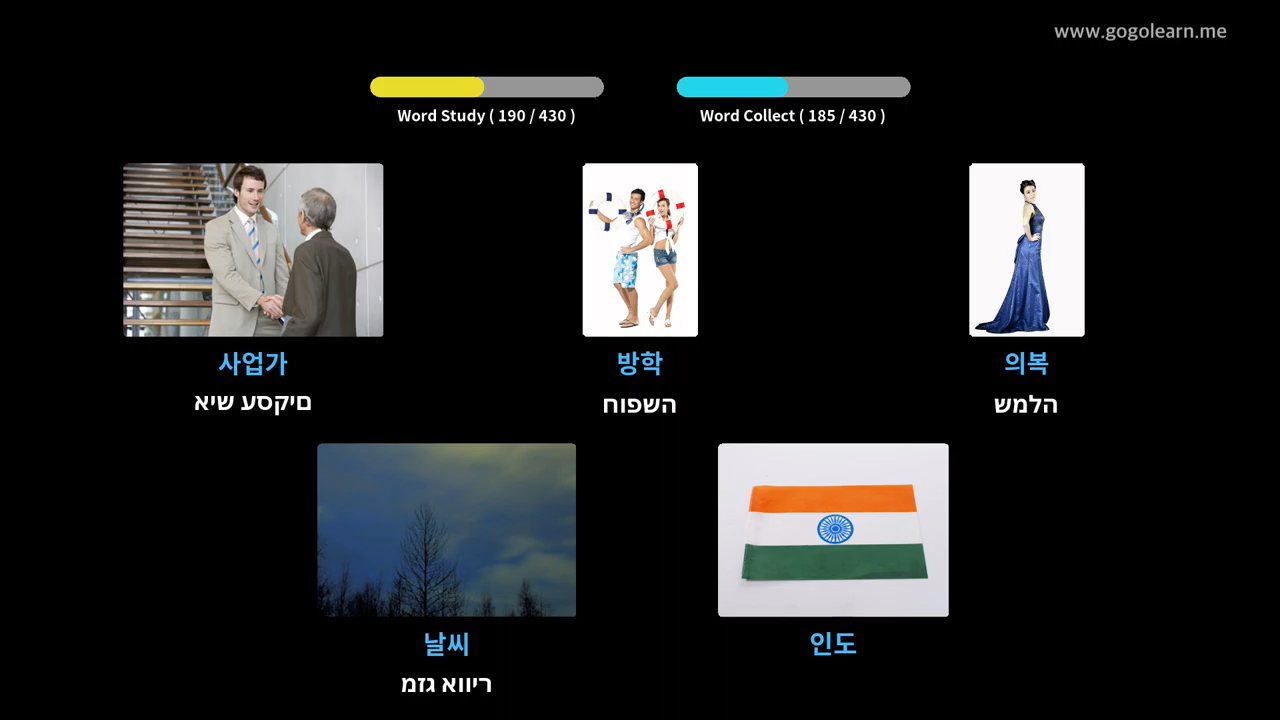 www.gogolearn.me
Word Study ( 190 / 430 )
Word Collect ( 185 / 430 )
사업가
איש עסקים
방학
חופשה
의복
שמלה
날씨
מזג אוויר
인도